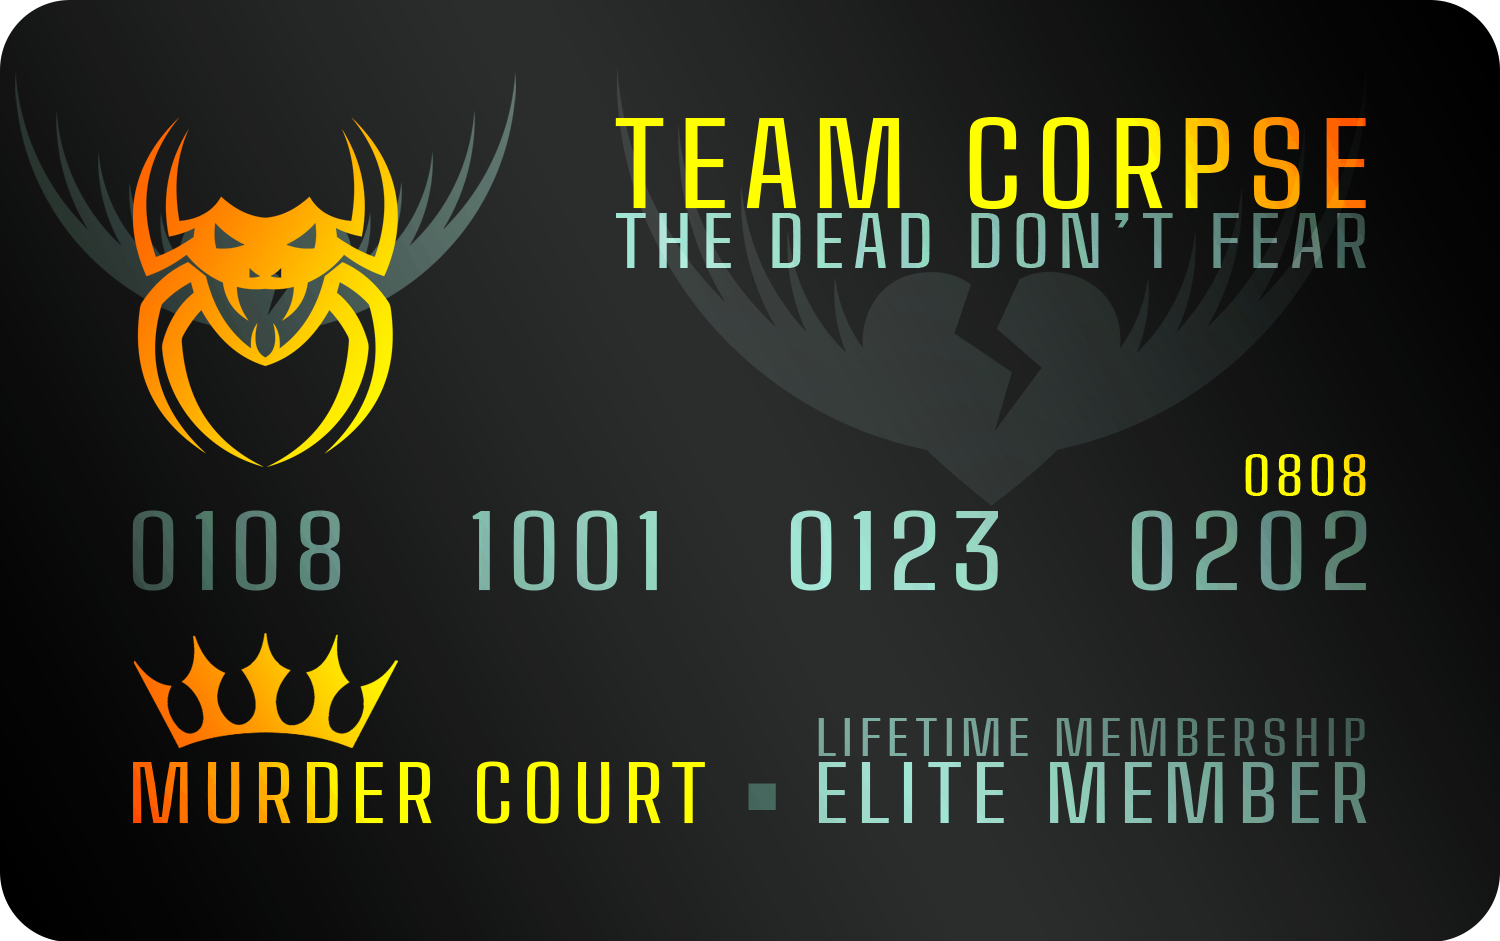 TEAM CORPSE
THE DEAD DON'T FEAR
0808
0108 1001 0123 0202
LIFETIME MEMBERSHIP
MURDER COURT ■ ELITE MEMBER